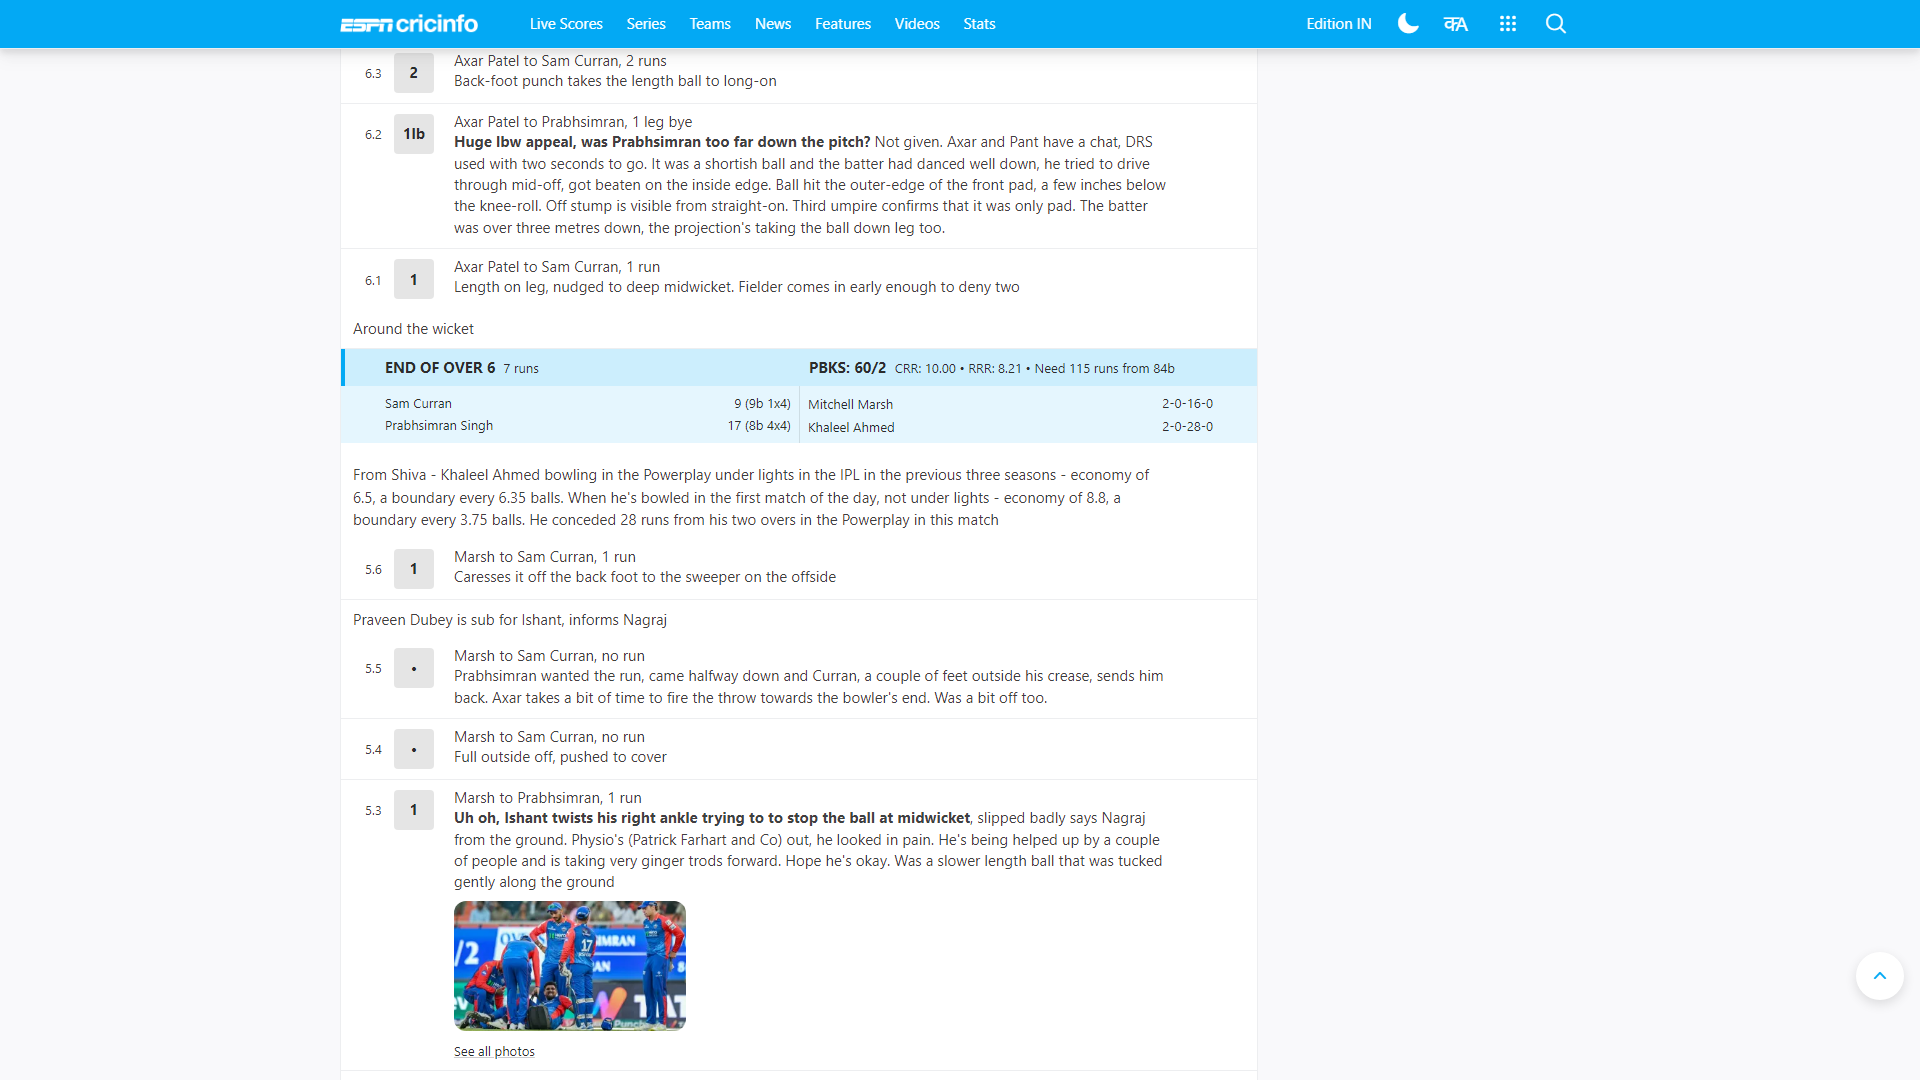 ESPN cricinfo Live Scores Series Teams News Features Videos Stats Edition IN क A
6.3 2 Axar Patel to Sam Curran, 2 runs
Back-foot punch takes the length ball to long-on
6.2 1lb Axar Patel to Prabhsimran, 1 leg bye
Huge lbw appeal, was Prabhsimran too far down the pitch? Not given. Axar and Pant have a chat, DRS
used with two seconds to go. It was a shortish ball and the batter had danced well down, he tried to drive
through mid-off, got beaten on the inside edge. Ball hit the outer-edge of the front pad, a few inches below
the knee-roll. Off stump is visible from straight-on. Third umpire confirms that it was only pad. The batter
was over three metres down, the projection's taking the ball down leg too.
6.1 1 Axar Patel to Sam Curran, 1 run
Length on leg, nudged to deep midwicket. Fielder comes in early enough to deny two
Around the wicket
END OF OVER 6 7 runs PBKS: 60/2 CRR: 10.00 • RRR: 8.21 • Need 115 runs from 84b
Sam Curran 9 (9b 1x4) Mitchell Marsh 2-0-16-0
Prabhsimran Singh 17 (8b 4x4) Khaleel Ahmed 2-0-28-0
From Shiva - Khaleel Ahmed bowling in the Powerplay under lights in the IPL in the previous three seasons - economy of
6.5, a boundary every 6.35 balls. When he's bowled in the first match of the day, not under lights - economy of 8.8, a
boundary every 3.75 balls. He conceded 28 runs from his two overs in the Powerplay in this match
5.6 1 Marsh to Sam Curran, 1 run
Caresses it off the back foot to the sweeper on the offside
Praveen Dubey is sub for Ishant, informs Nagraj
5.5 • Marsh to Sam Curran, no run
Prabhsimran wanted the run, came halfway down and Curran, a couple of feet outside his crease, sends him
back. Axar takes a bit of time to fire the throw towards the bowler's end. Was a bit off too.
5.4 • Marsh to Sam Curran, no run
Full outside off, pushed to cover
5.3 1 Marsh to Prabhsimran, 1 run
Uh oh, Ishant twists his right ankle trying to to stop the ball at midwicket, slipped badly says Nagraj
from the ground. Physio's (Patrick Farhart and Co) out, he looked in pain. He's being helped up by a couple
of people and is taking very ginger trods forward. Hope he's okay. Was a slower length ball that was tucked
gently along the ground
/2 17 IMRAN
See all photos